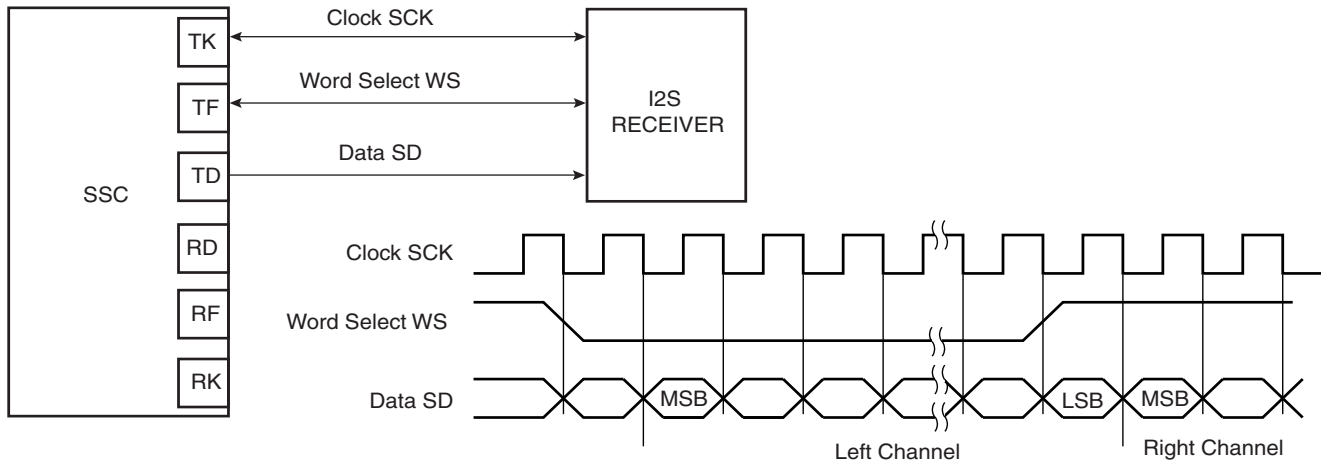 Clock SCK
TK
Word Select WS
TF
I2S
RECEIVER
Data SD
TD
SSC
RD
Clock SCK
RF
Word Select WS
RK
Data SD
MSB
LSB
MSB
Left Channel
Right Channel